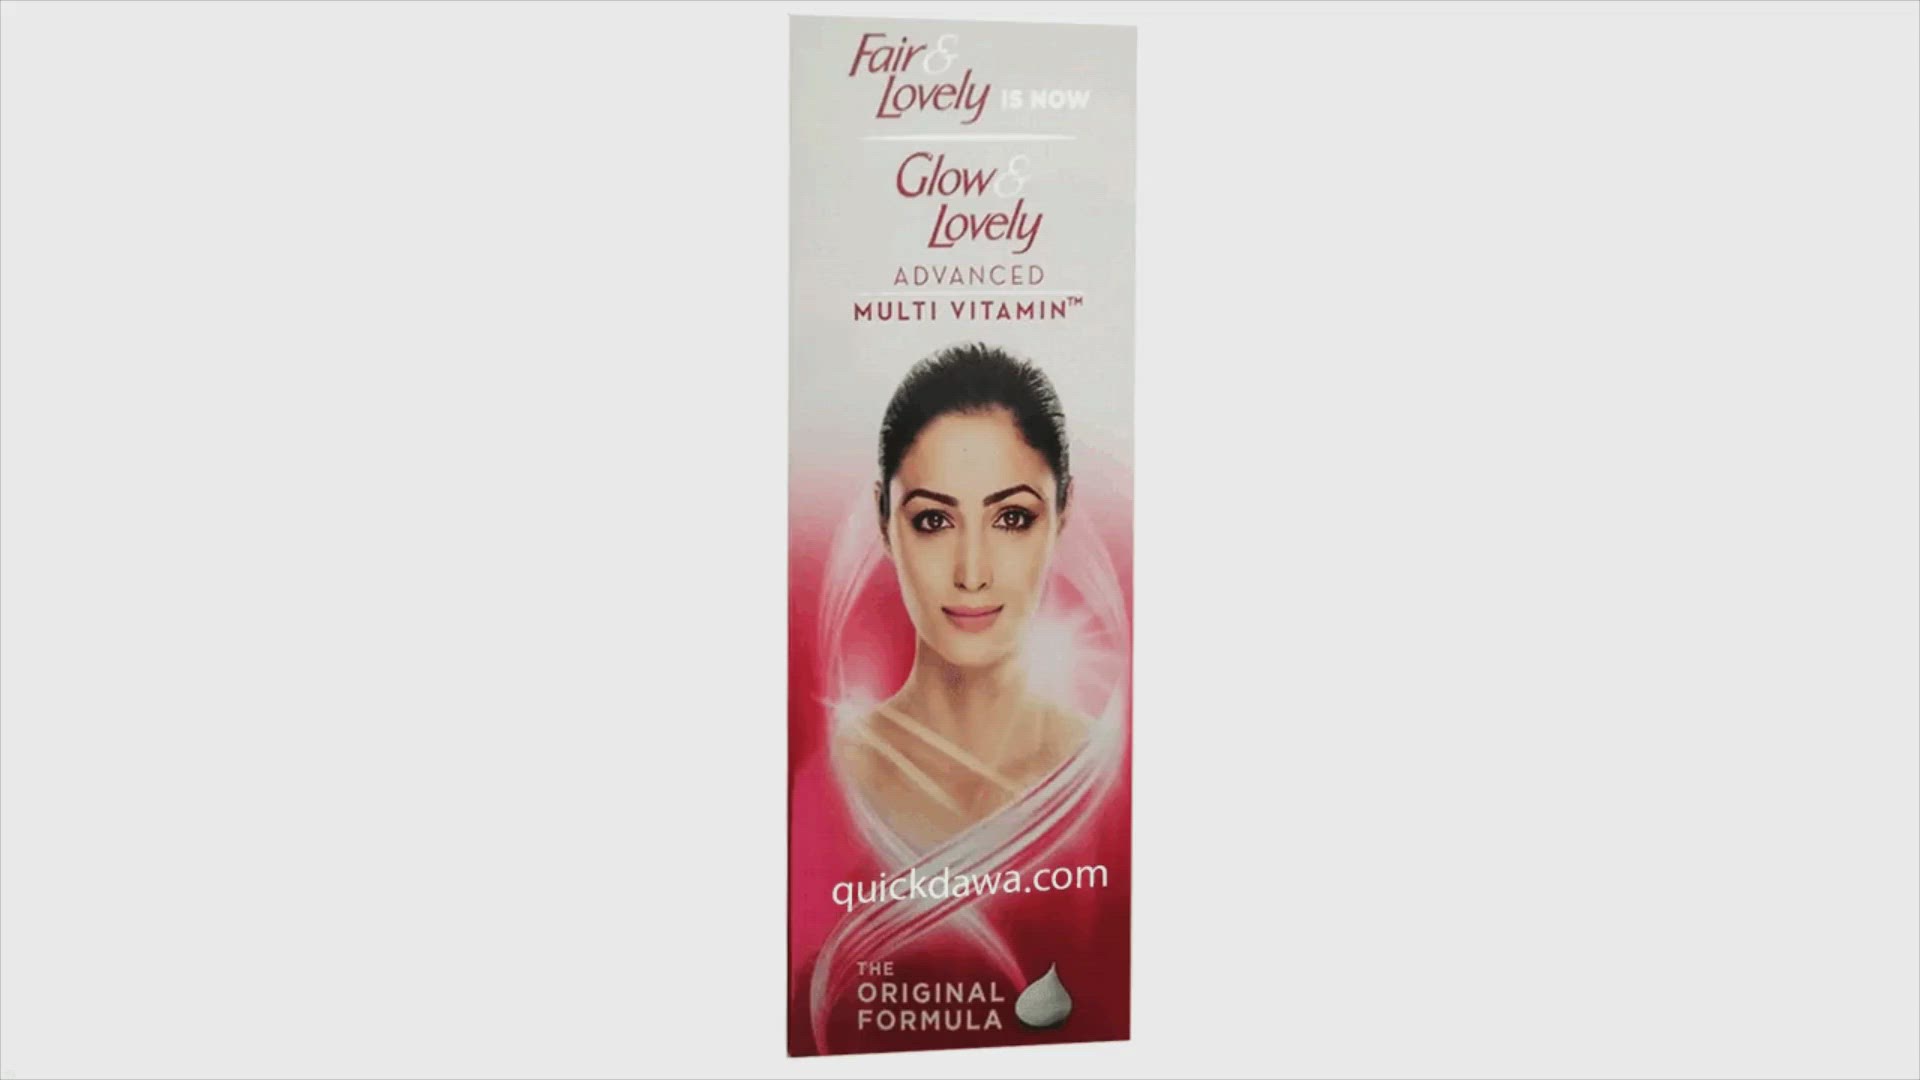 Fair &
Lovely IS NOW
Glow &
Lovely
ADVANCED
MULTI VITAMIN™
quickdawa.com
THE
ORIGINAL
FORMULA